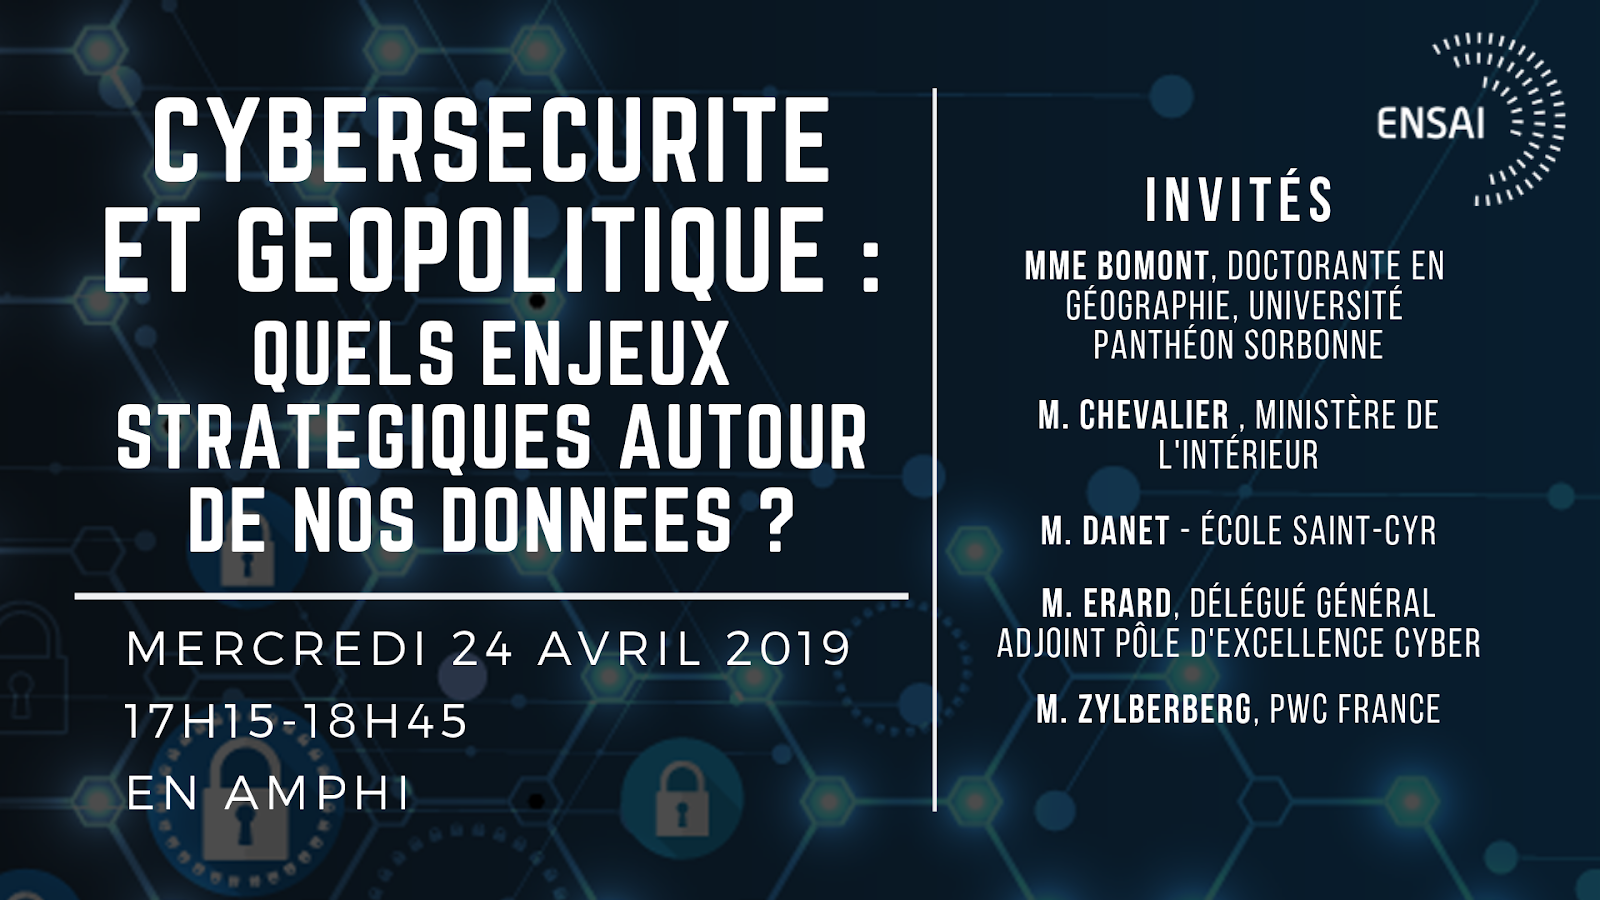 CYBERSECURITE
ET GEOPOLITIQUE :
QUELS ENJEUX
STRATEGIQUES AUTOUR
DE NOS DONNEES ?
MERCREDI 24 AVRIL 2019
17H15-18H45
EN AMPHI
ENSAI
INVITÉS
MME BOMONT, DOCTORANTE EN
GÉOGRAPHIE, UNIVERSITÉ
PANTHÉON SORBONNE
M. CHEVALIER , MINISTÈRE DE
L'INTÉRIEUR
M. DANET - ÉCOLE SAINT-CYR
M. ERARD, DÉLÉGUÉ GÉNÉRAL
ADJOINT PÔLE D'EXCELLENCE CYBER
M. ZYLBERBERG, PWC FRANCE